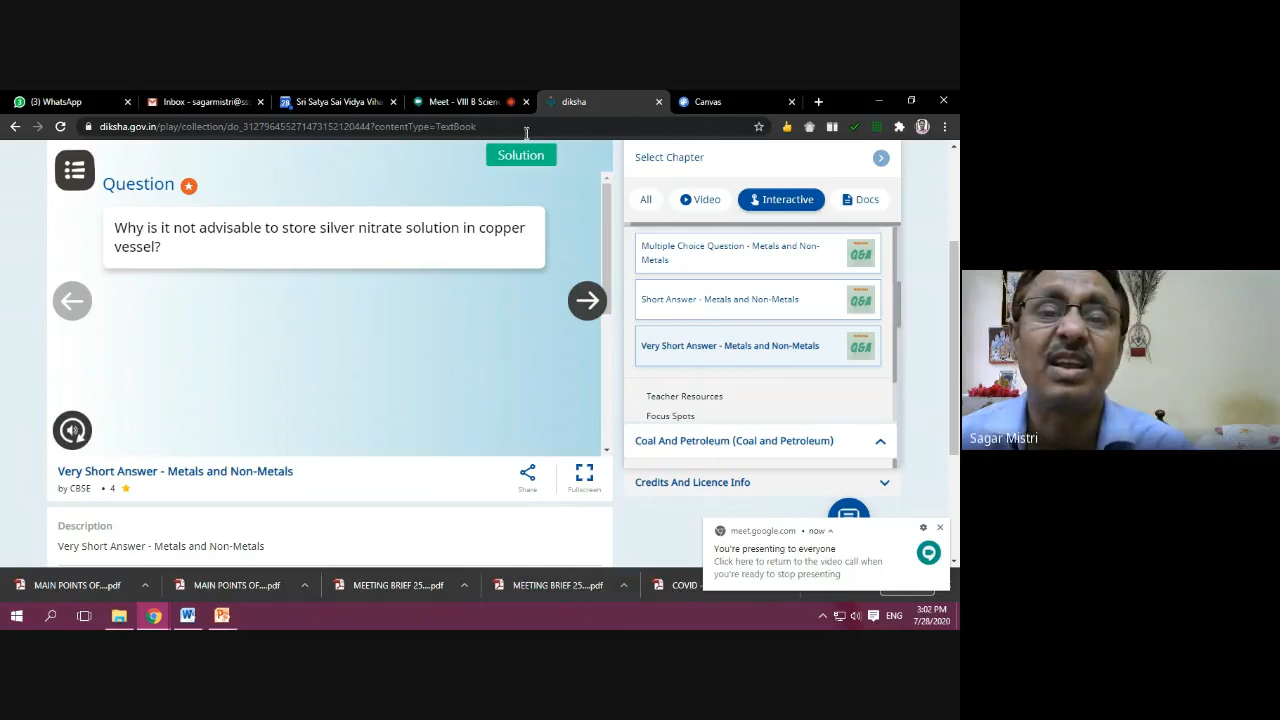 (3) WhatsApp
Inbox - sagarmistri@ss
Sri Satya Sai Vidya Viha
Meet - VIII B Scienc
diksha
Canvas
diksha.gov.in/play/collection/do_312796455271473152120444?contentType=TextBook
Solution
Question
Why is it not advisable to store silver nitrate solution in copper
vessel?
Very Short Answer - Metals and Non-Metals
by CBSE • 4
Share
Fullscreen
Description
Very Short Answer - Metals and Non-Metals
Select Chapter
All
Video
Interactive
Docs
Multiple Choice Question - Metals and Non-
Metals
Q&A
Short Answer - Metals and Non-Metals
Q&A
Very Short Answer - Metals and Non-Metals
Q&A
Teacher Resources
Focus Spots
Coal And Petroleum (Coal and Petroleum)
Credits And Licence Info
meet.google.com • now
You're presenting to everyone
Click here to return to the video call when
you're ready to stop presenting
MAIN POINTS OF....pdf
MAIN POINTS OF....pdf
MEETING BRIEF 25....pdf
MEETING BRIEF 25....pdf
COVID
ENG
3:02 PM
7/28/2020
Sagar Mistri